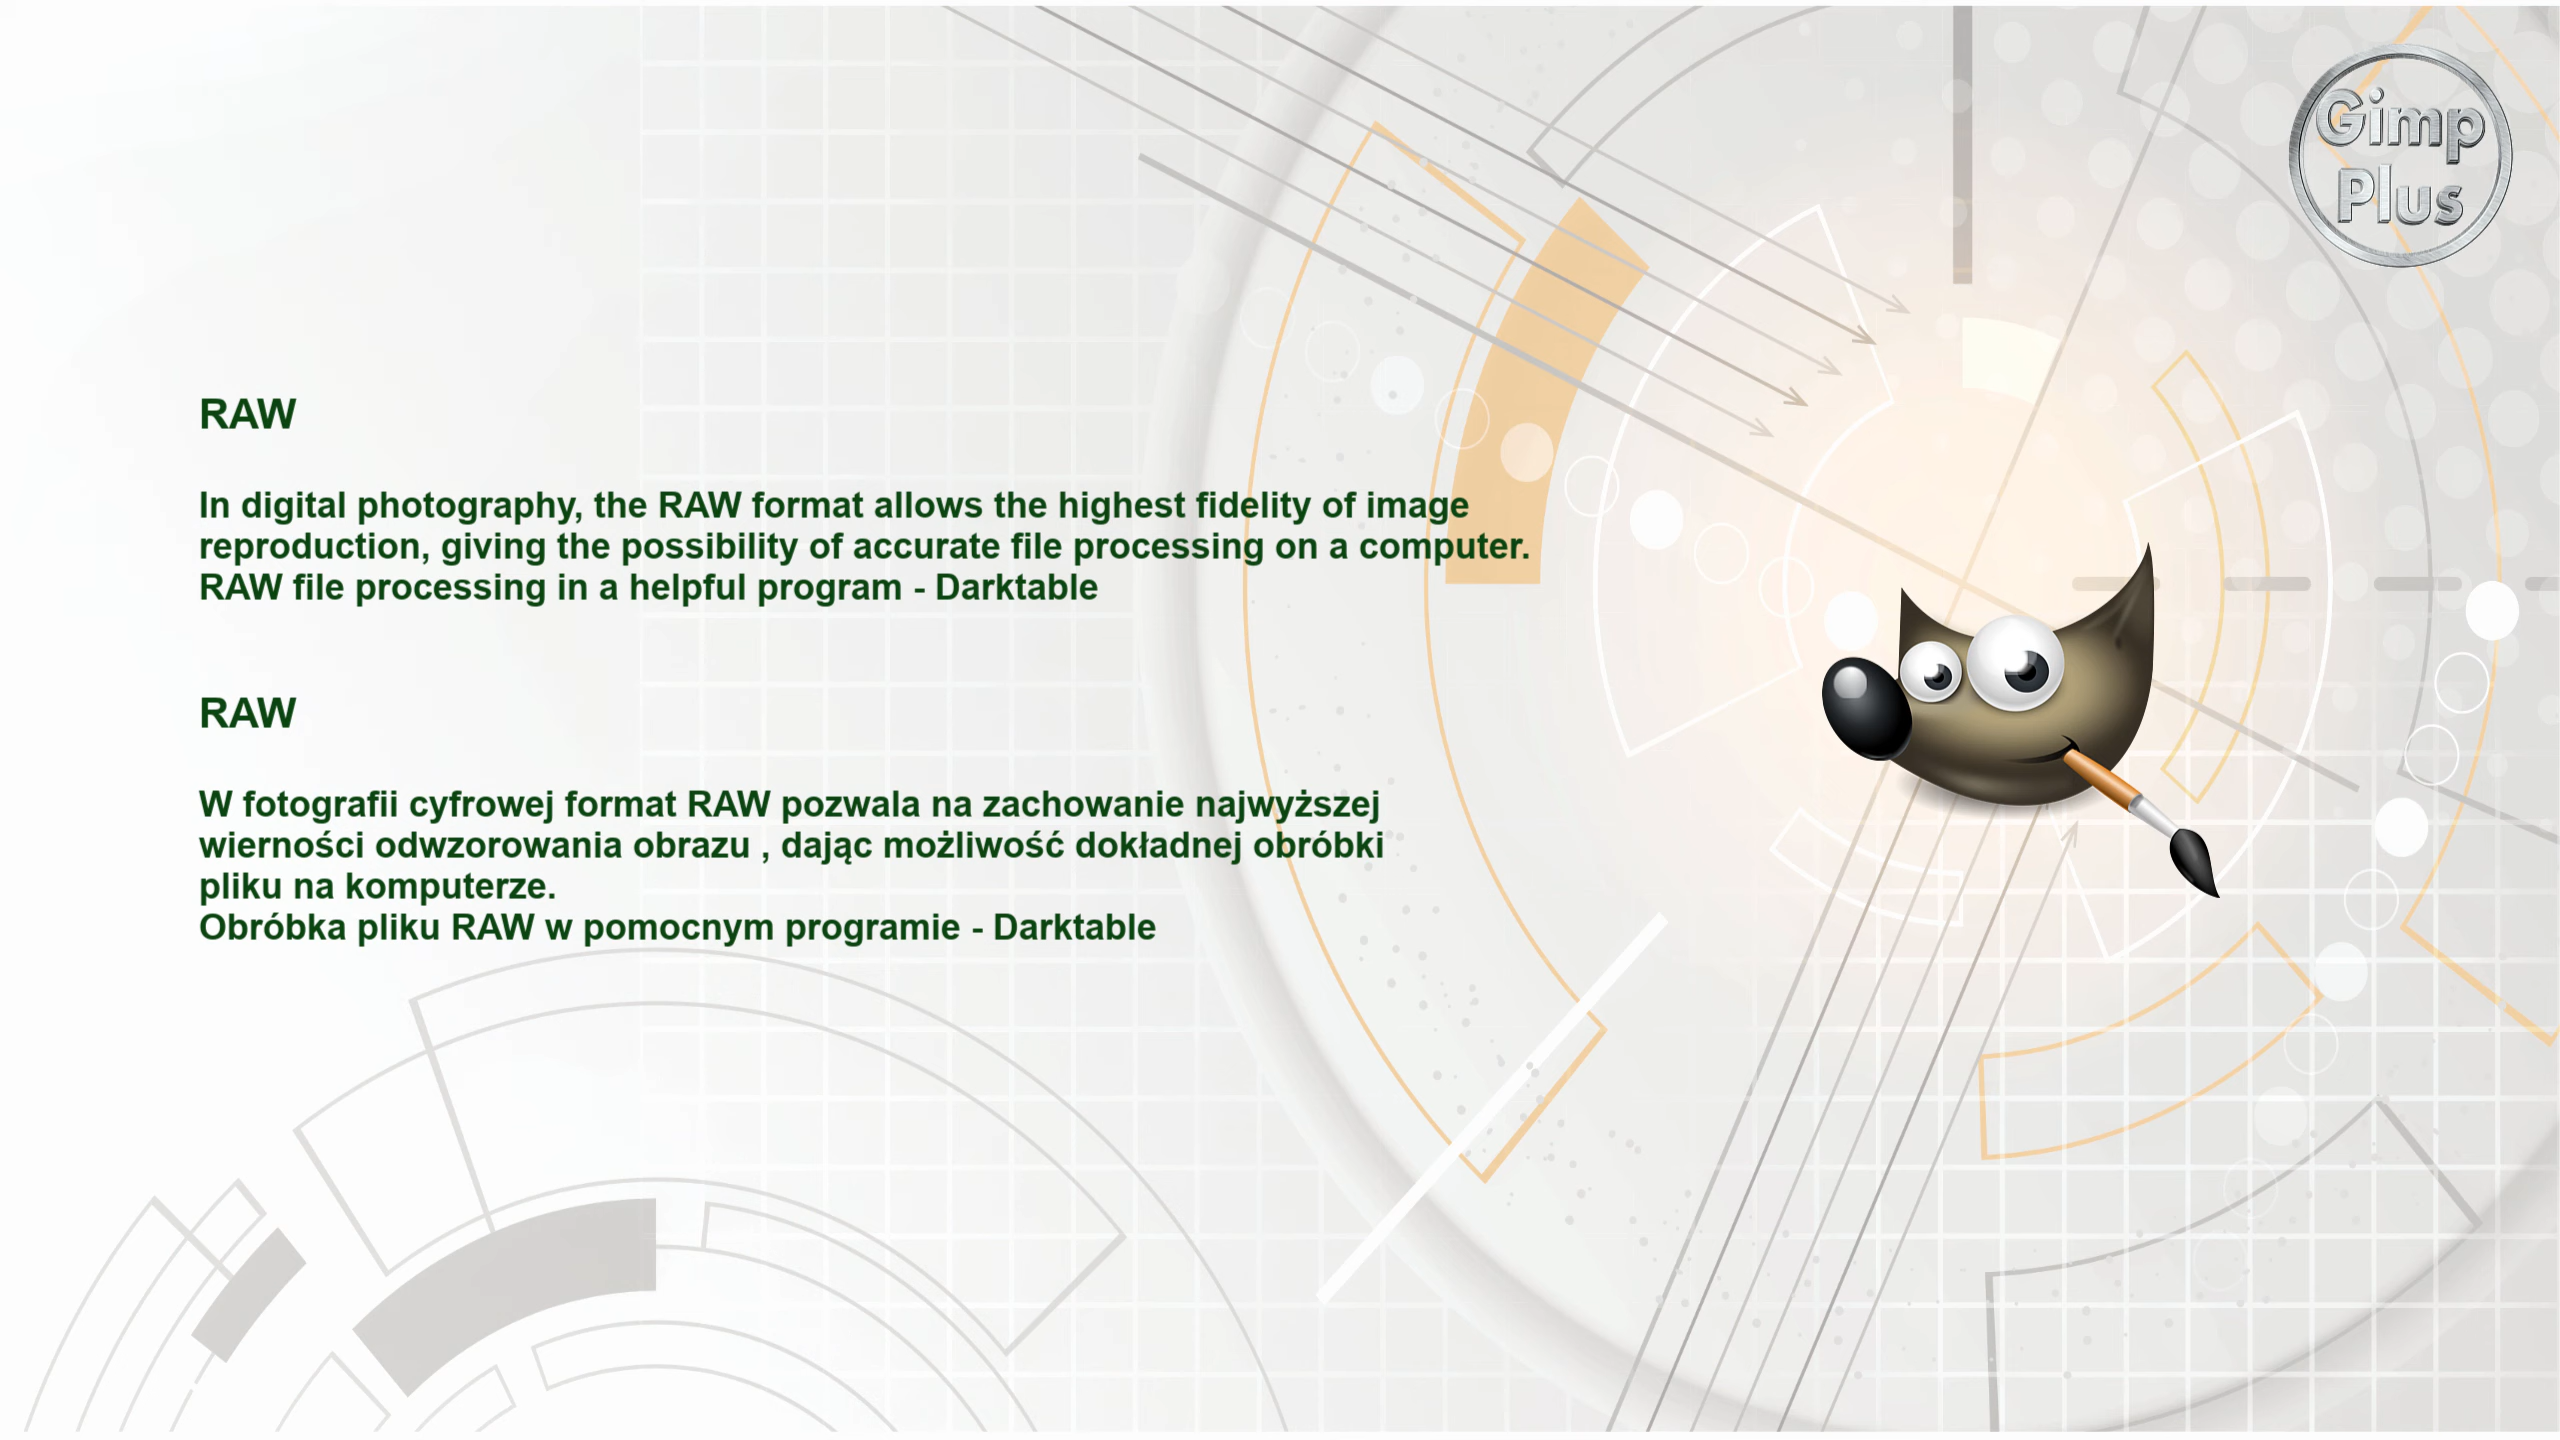 Gimp
Plus
RAW
In digital photography, the RAW format allows the highest fidelity of image
reproduction, giving the possibility of accurate file processing on a computer.
RAW file processing in a helpful program - Darktable
RAW
W fotografii cyfrowej format RAW pozwala na zachowanie najwyższej
wierności odwzorowania obrazu , dając możliwość dokładnej obróbki
pliku na komputerze.
Obróbka pliku RAW w pomocnym programie - Darktable